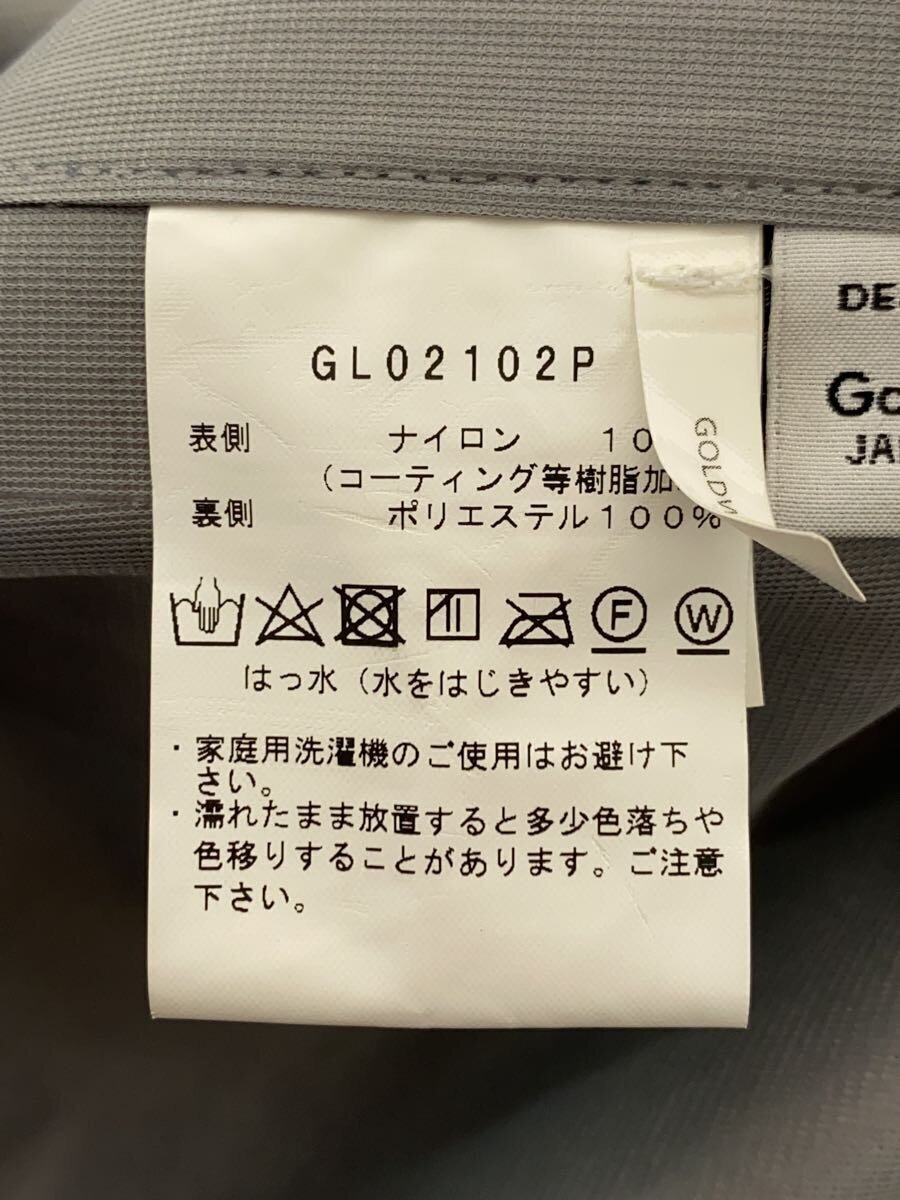 GL02102P
表側 ナイロン 10
(コーティング等樹脂加
裏側 ポリエステル100%
F W
はっ水(水をはじきやすい)
・家庭用洗濯機のご使用はお避け下
さい。
・濡れたまま放置すると多少色落ちや
色移りすることがあります。ご注意
下さい。